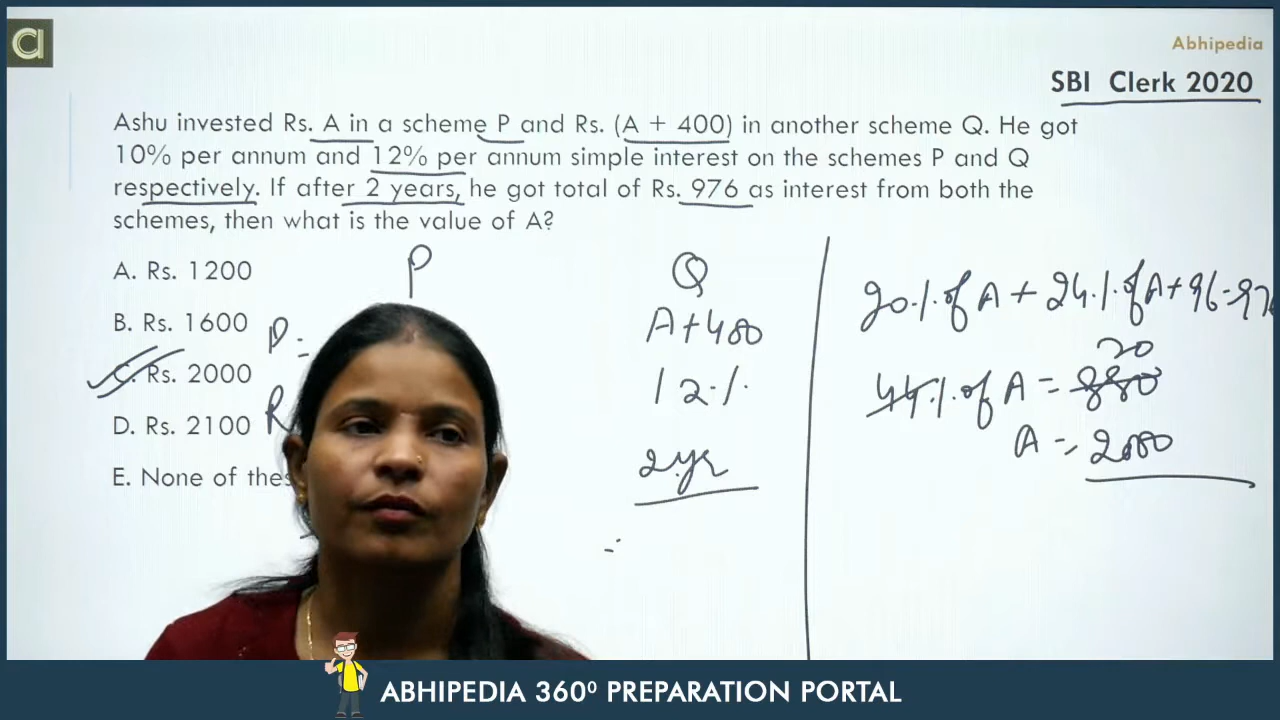 a
Abhipedia
SBI Clerk 2020
Ashu invested Rs. A in a scheme P and Rs. (A + 400) in another scheme Q. He got
10% per annum and 12% per annum simple interest on the schemes P and Q
respectively. If after 2 years, he got total of Rs. 976 as interest from both the
schemes, then what is the value of A?
A. Rs. 1200
B. Rs. 1600
C. Rs. 2000
D. Rs. 2100
E. None of thes
P
P =
R
Q
A+400
12%
2yr
20% of A + 24% of A + 96 = 97
20
44% of A = 880
A = 2000
ABHIPEDIA 360⁰ PREPARATION PORTAL